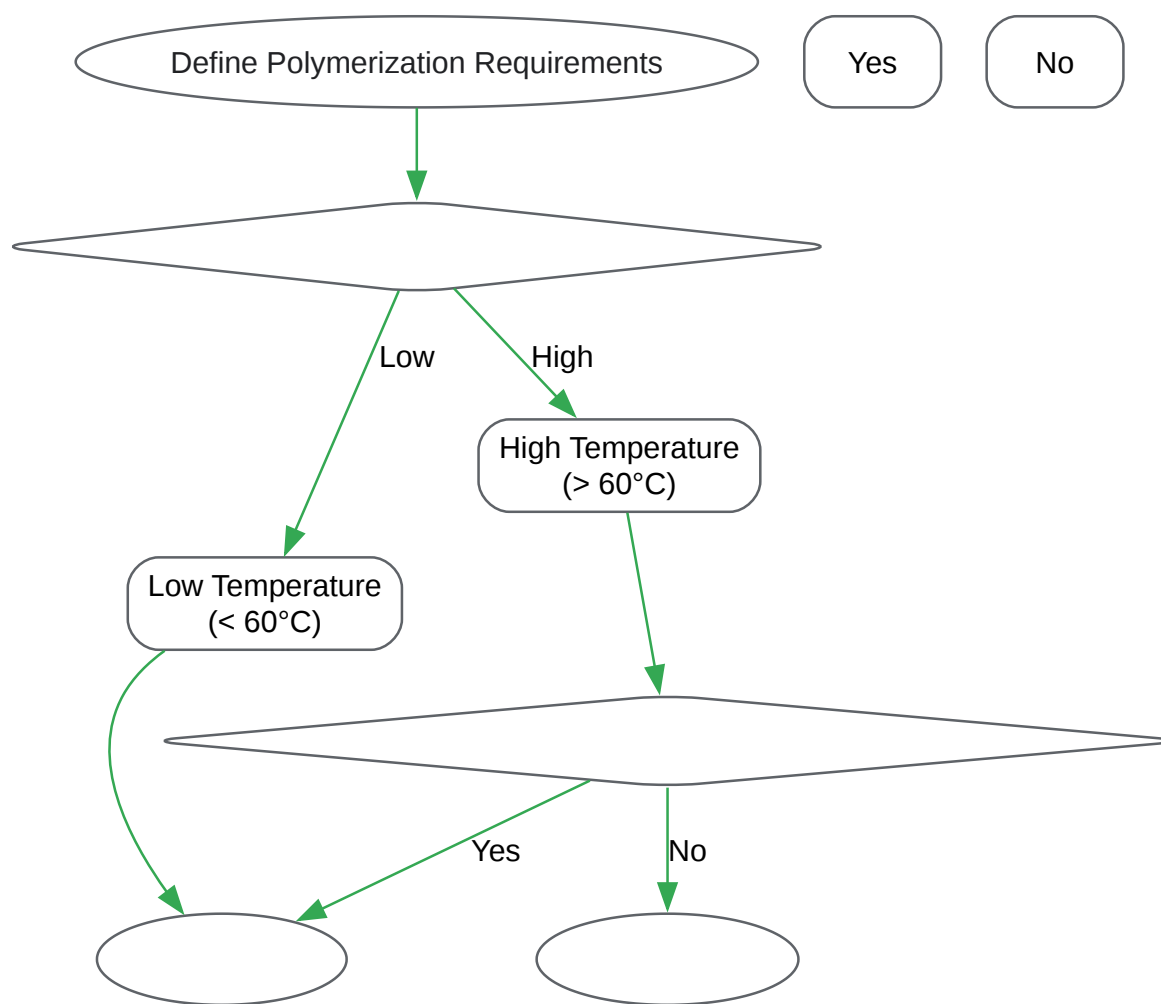 Define Polymerization Requirements
Yes
No
Low
High
High Temperature
(> 60°C)
Low Temperature
(< 60°C)
Yes
No